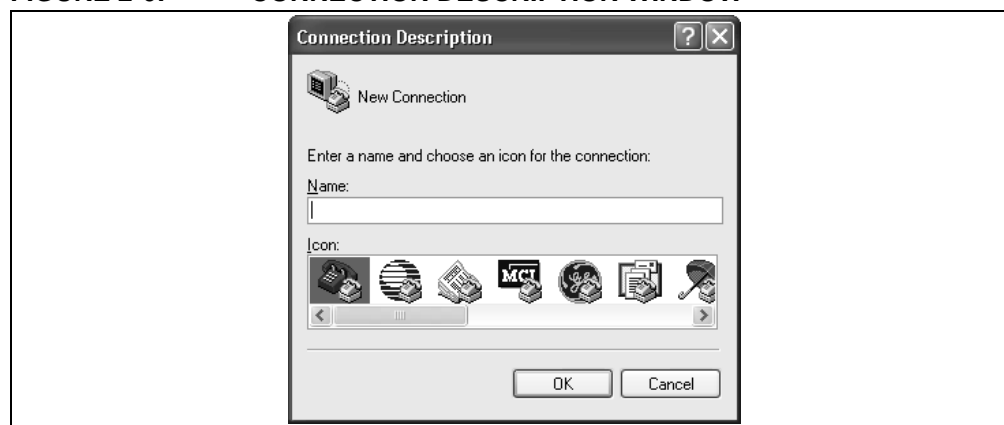 Connection Description
New Connection
Enter a name and choose an icon for the connection:
Name:
Icon:
MCI
OK Cancel